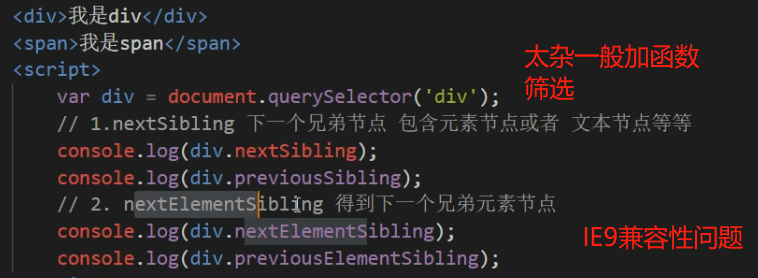 <div>我是div</div>
<span>我是span</span>
<script>
太杂一般加函数
筛选
var div = document.querySelector('div');
// 1.nextSibling 下一个兄弟节点 包含元素节点或者 文本节点等等
console.log(div.nextSibling);
console.log(div.previousSibling);
// 2. nextElementSibling 得到下一个兄弟元素节点
console.log(div.nextElementSibling);
IE9兼容性问题
console.log(div.previousElementSibling);